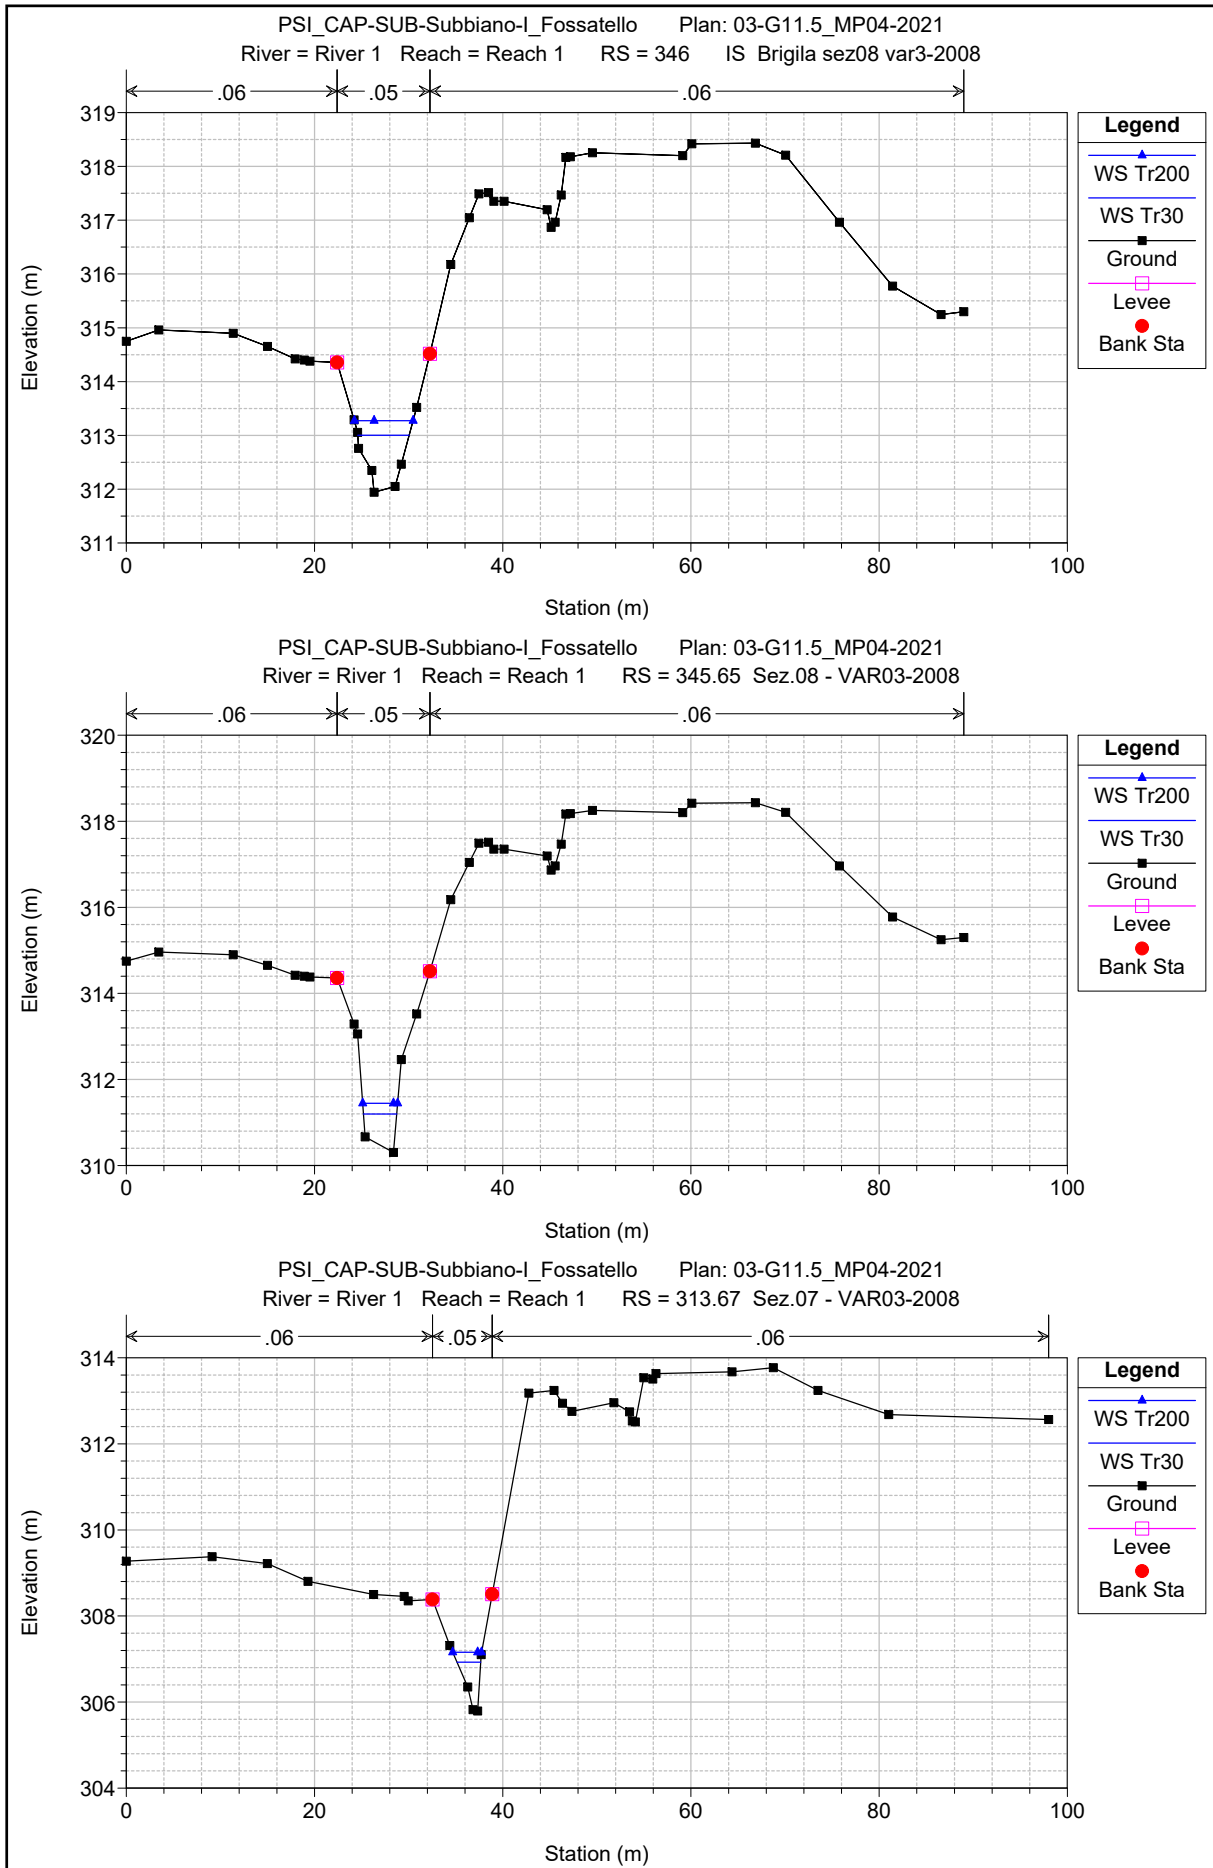 PSI_CAP-SUB-Subbiano-I_Fossatello Plan: 03-G11.5_MP04-2021
River = River 1 Reach = Reach 1 RS = 346 IS Brigila sez08 var3-2008
.06 .05 .06
319
318
317
316
315
314
313
312
311
Elevation (m)
0 20 40 60 80 100
Station (m)
Legend
WS Tr200
WS Tr30
Ground
Levee
Bank Sta
PSI_CAP-SUB-Subbiano-I_Fossatello Plan: 03-G11.5_MP04-2021
River = River 1 Reach = Reach 1 RS = 345.65 Sez.08 - VAR03-2008
.06 .05 .06
320
318
316
314
312
310
Elevation (m)
0 20 40 60 80 100
Station (m)
Legend
WS Tr200
WS Tr30
Ground
Levee
Bank Sta
PSI_CAP-SUB-Subbiano-I_Fossatello Plan: 03-G11.5_MP04-2021
River = River 1 Reach = Reach 1 RS = 313.67 Sez.07 - VAR03-2008
.06 .05 .06
314
312
310
308
306
304
Elevation (m)
0 20 40 60 80 100
Station (m)
Legend
WS Tr200
WS Tr30
Ground
Levee
Bank Sta